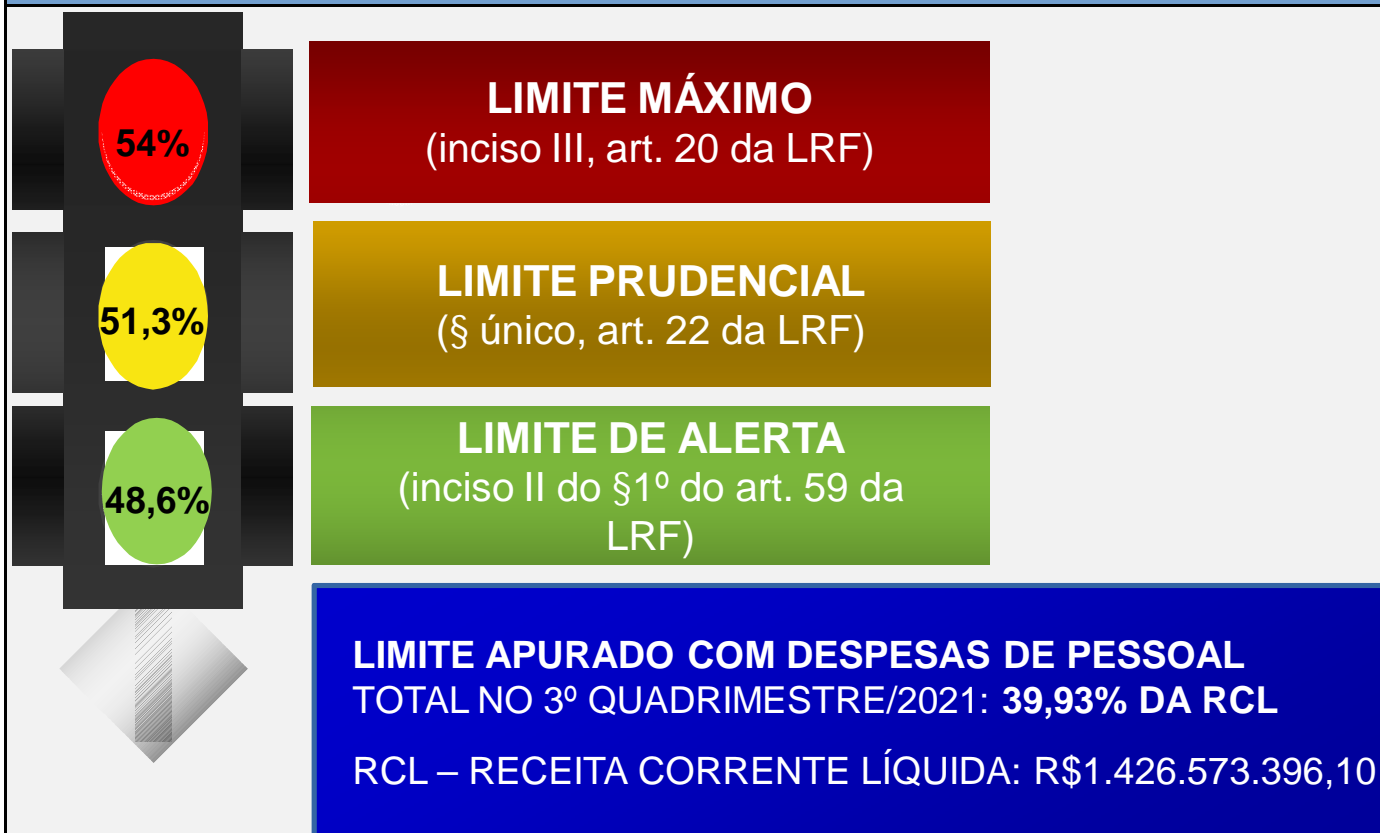 54%
LIMITE MÁXIMO
(inciso III, art. 20 da LRF)
51,3%
LIMITE PRUDENCIAL
(§ único, art. 22 da LRF)
48,6%
LIMITE DE ALERTA
(inciso II do §1º do art. 59 da
LRF)
LIMITE APURADO COM DESPESAS DE PESSOAL
TOTAL NO 3º QUADRIMESTRE/2021: 39,93% DA RCL
RCL – RECEITA CORRENTE LÍQUIDA: R$1.426.573.396,10